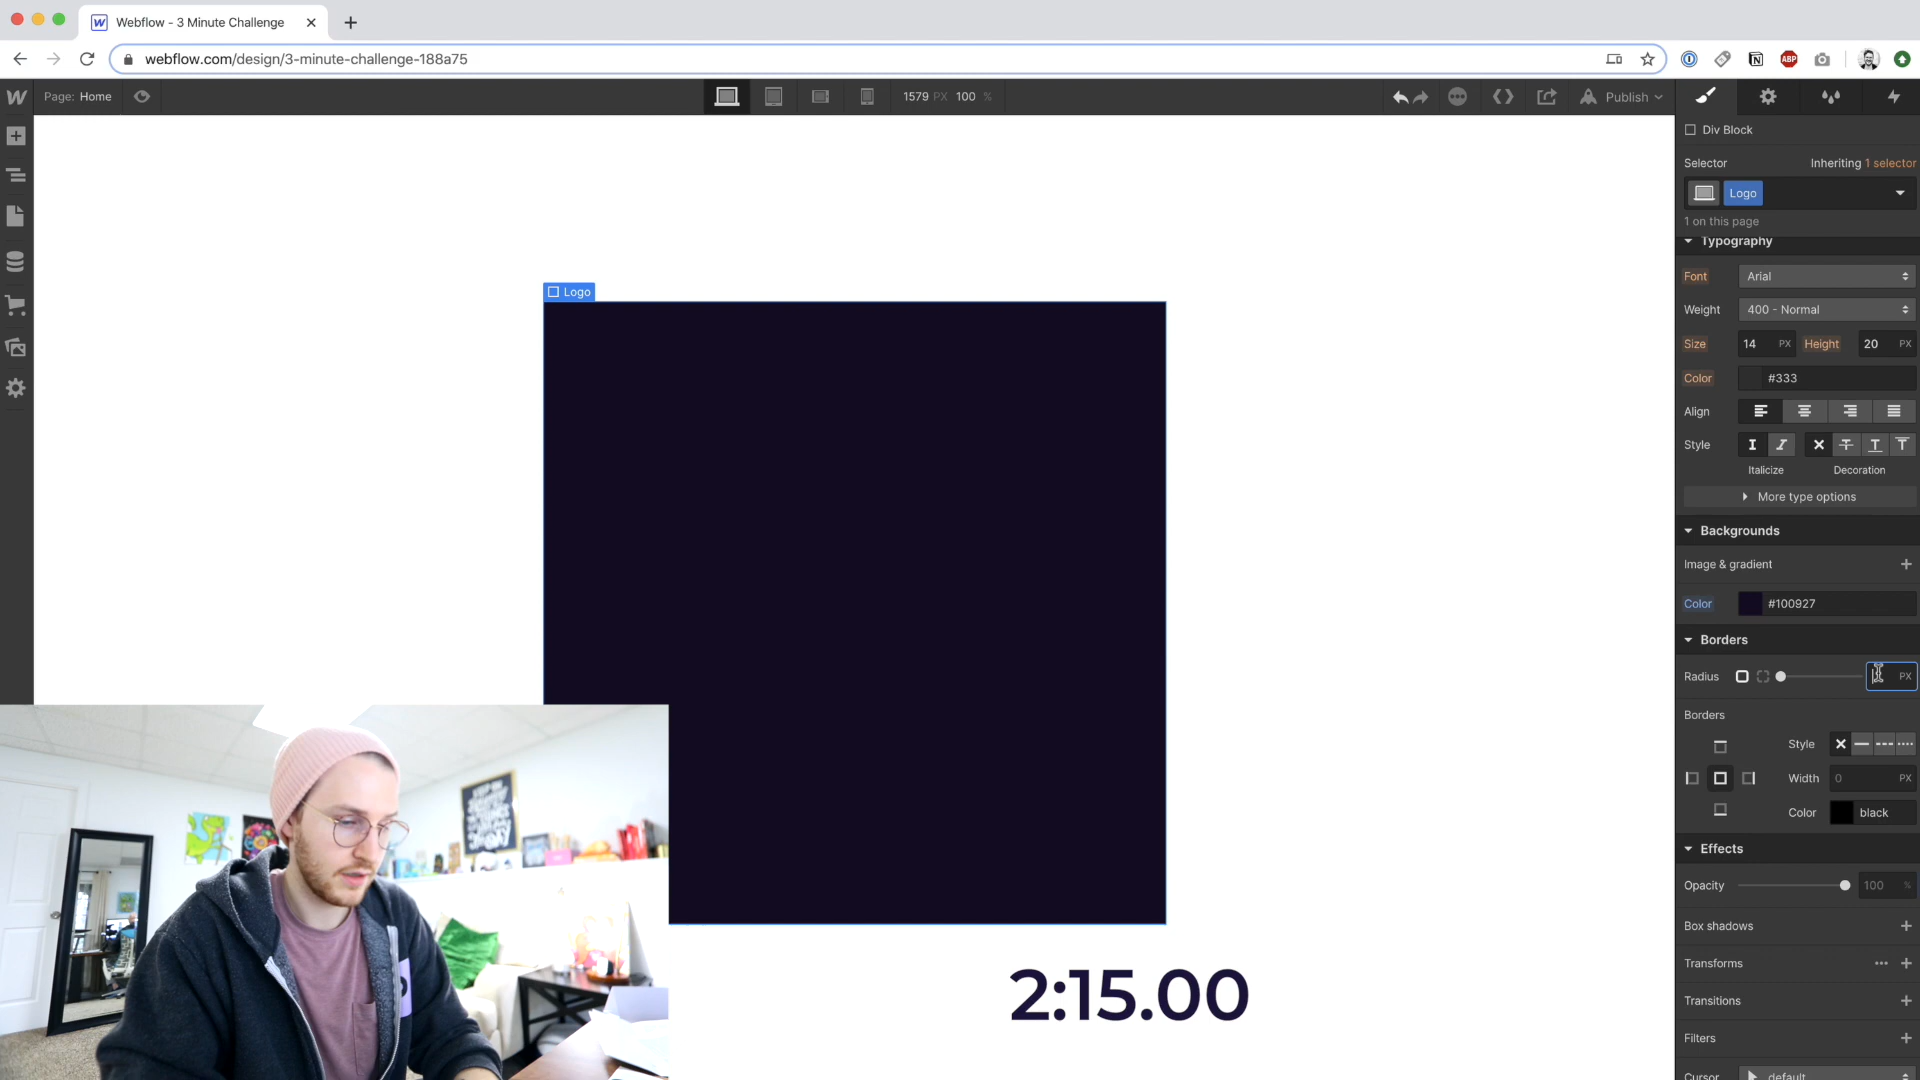 Webflow - 3 Minute Challenge
webflow.com/design/3-minute-challenge-188a75
ABP
Page: Home
1579 PX 100 %
Publish
Div Block
Selector
Inheriting 1 selector
Logo
1 on this page
Typography
Font
Arial
Weight
400 - Normal
Size
14 PX
Height
20 PX
Color
#333
Align
Style
Italicize
Decoration
More type options
Backgrounds
Image & gradient
Color
#100927
Borders
Radius
PX
Borders
Style
Width
0 PX
Color
black
Effects
Opacity
100 %
Box shadows
Transforms
Transitions
Filters
Cursor
default
Logo
2:15.00